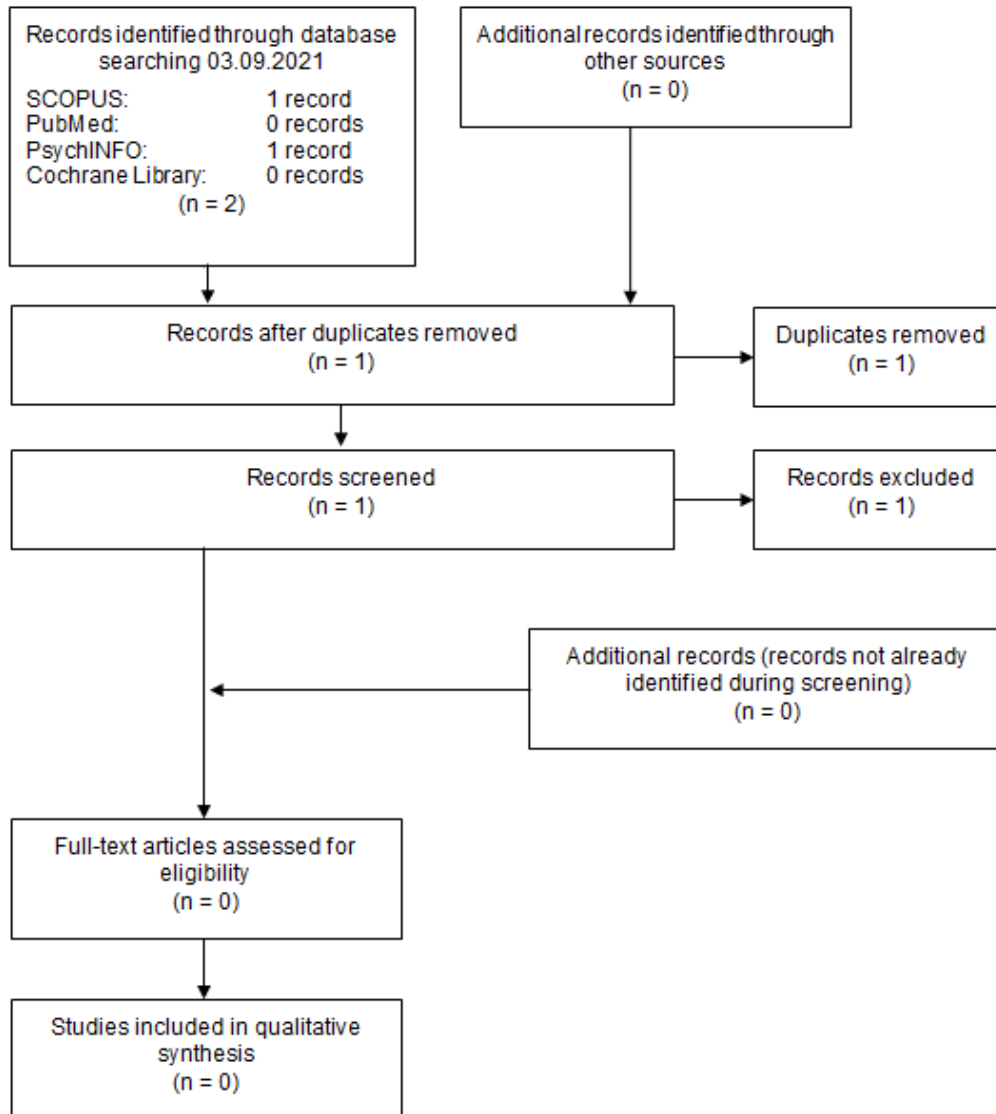 Records identified through database
searching 03.09.2021
SCOPUS: 1 record
PubMed: 0 records
PsychINFO: 1 record
Cochrane Library: 0 records
(n = 2)
Additional records identified through
other sources
(n = 0)
Records after duplicates removed
(n = 1)
Duplicates removed
(n = 1)
Records screened
(n = 1)
Records excluded
(n = 1)
Additional records (records not already
identified during screening)
(n = 0)
Full-text articles assessed for
eligibility
(n = 0)
Studies included in qualitative
synthesis
(n = 0)